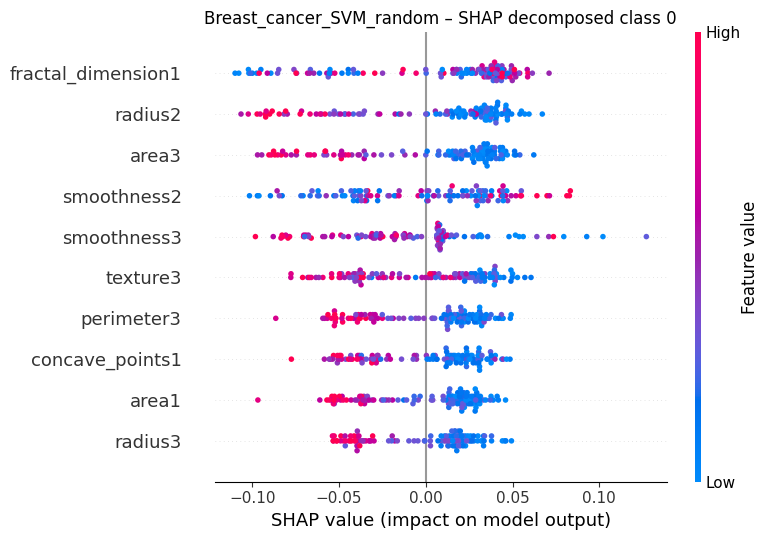 Breast_cancer_SVM_random – SHAP decomposed class 0
High
fractal_dimension1
radius2
area3
smoothness2
smoothness3
texture3
perimeter3
concave_points1
area1
radius3
Feature value
Low
−0.10 −0.05 0.00 0.05 0.10
SHAP value (impact on model output)